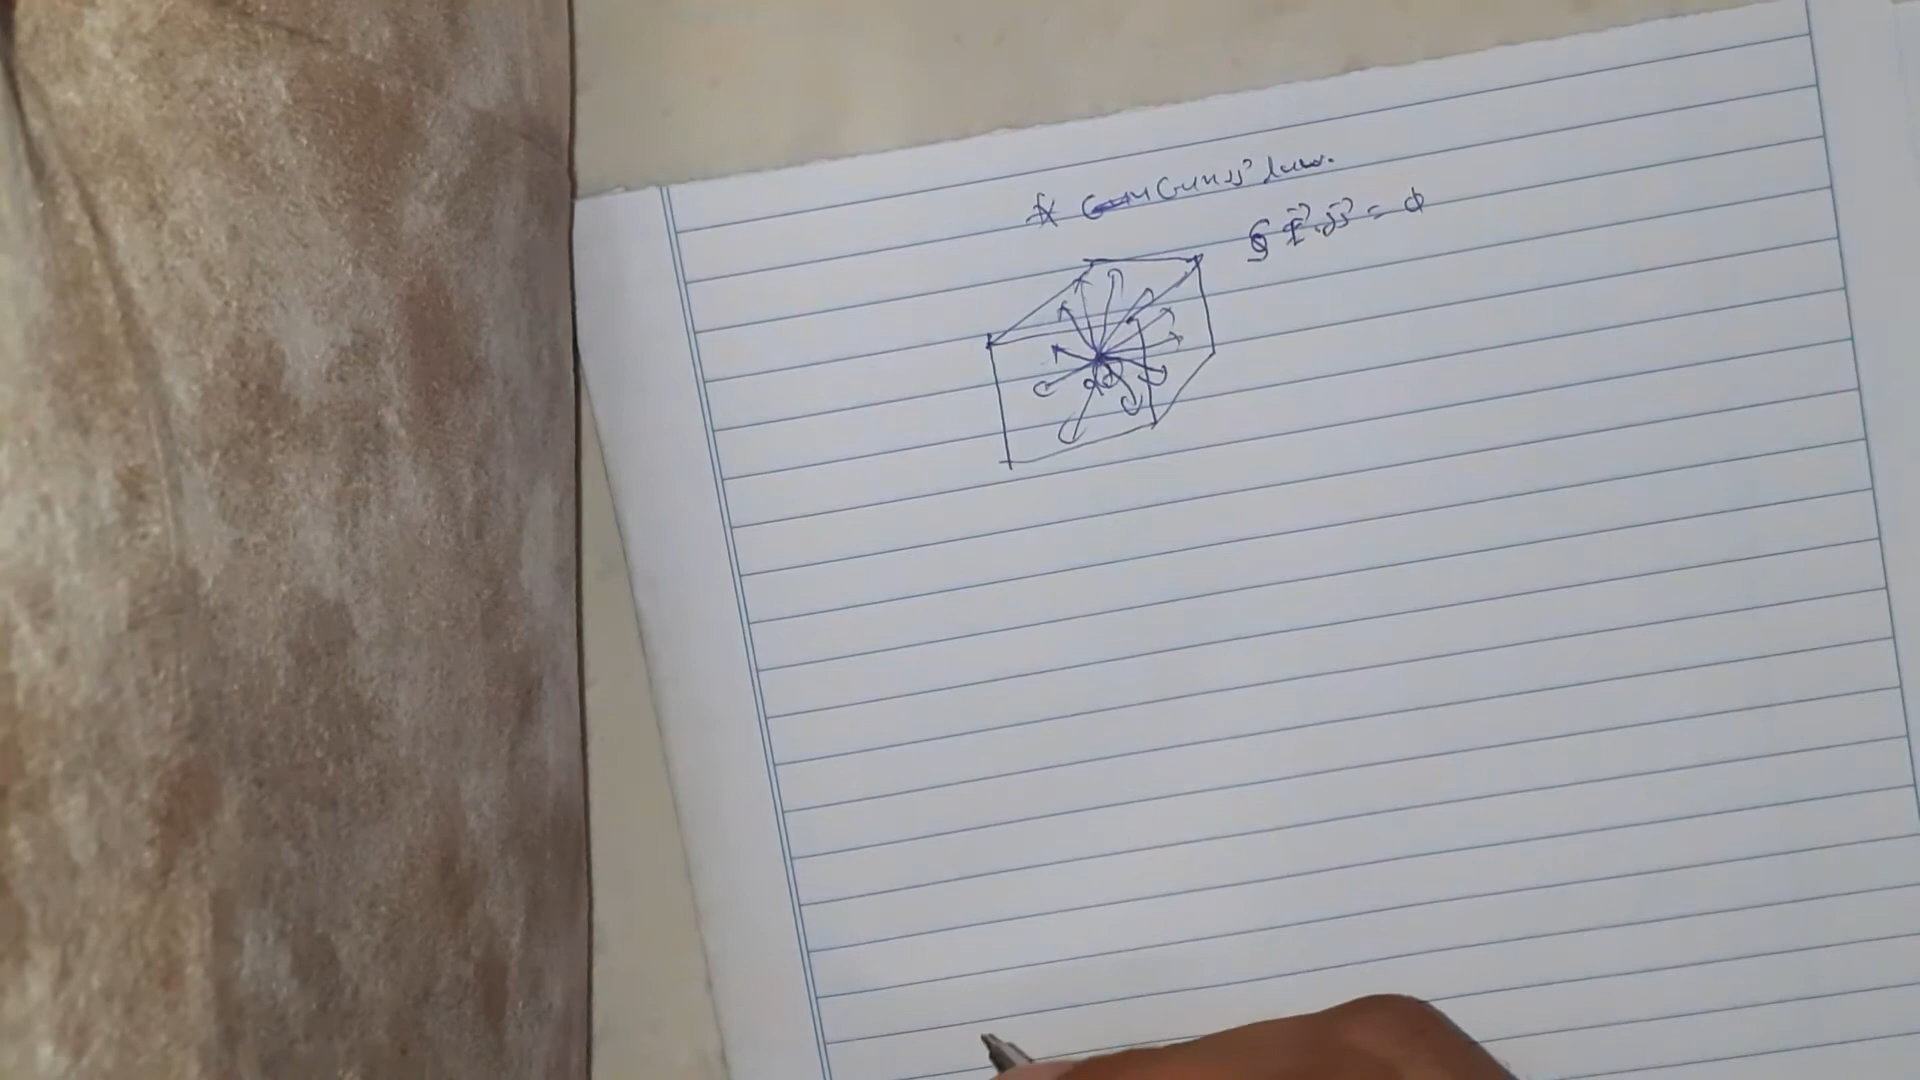 * Gauss' law.
∮ E⃗.ds⃗ = φ